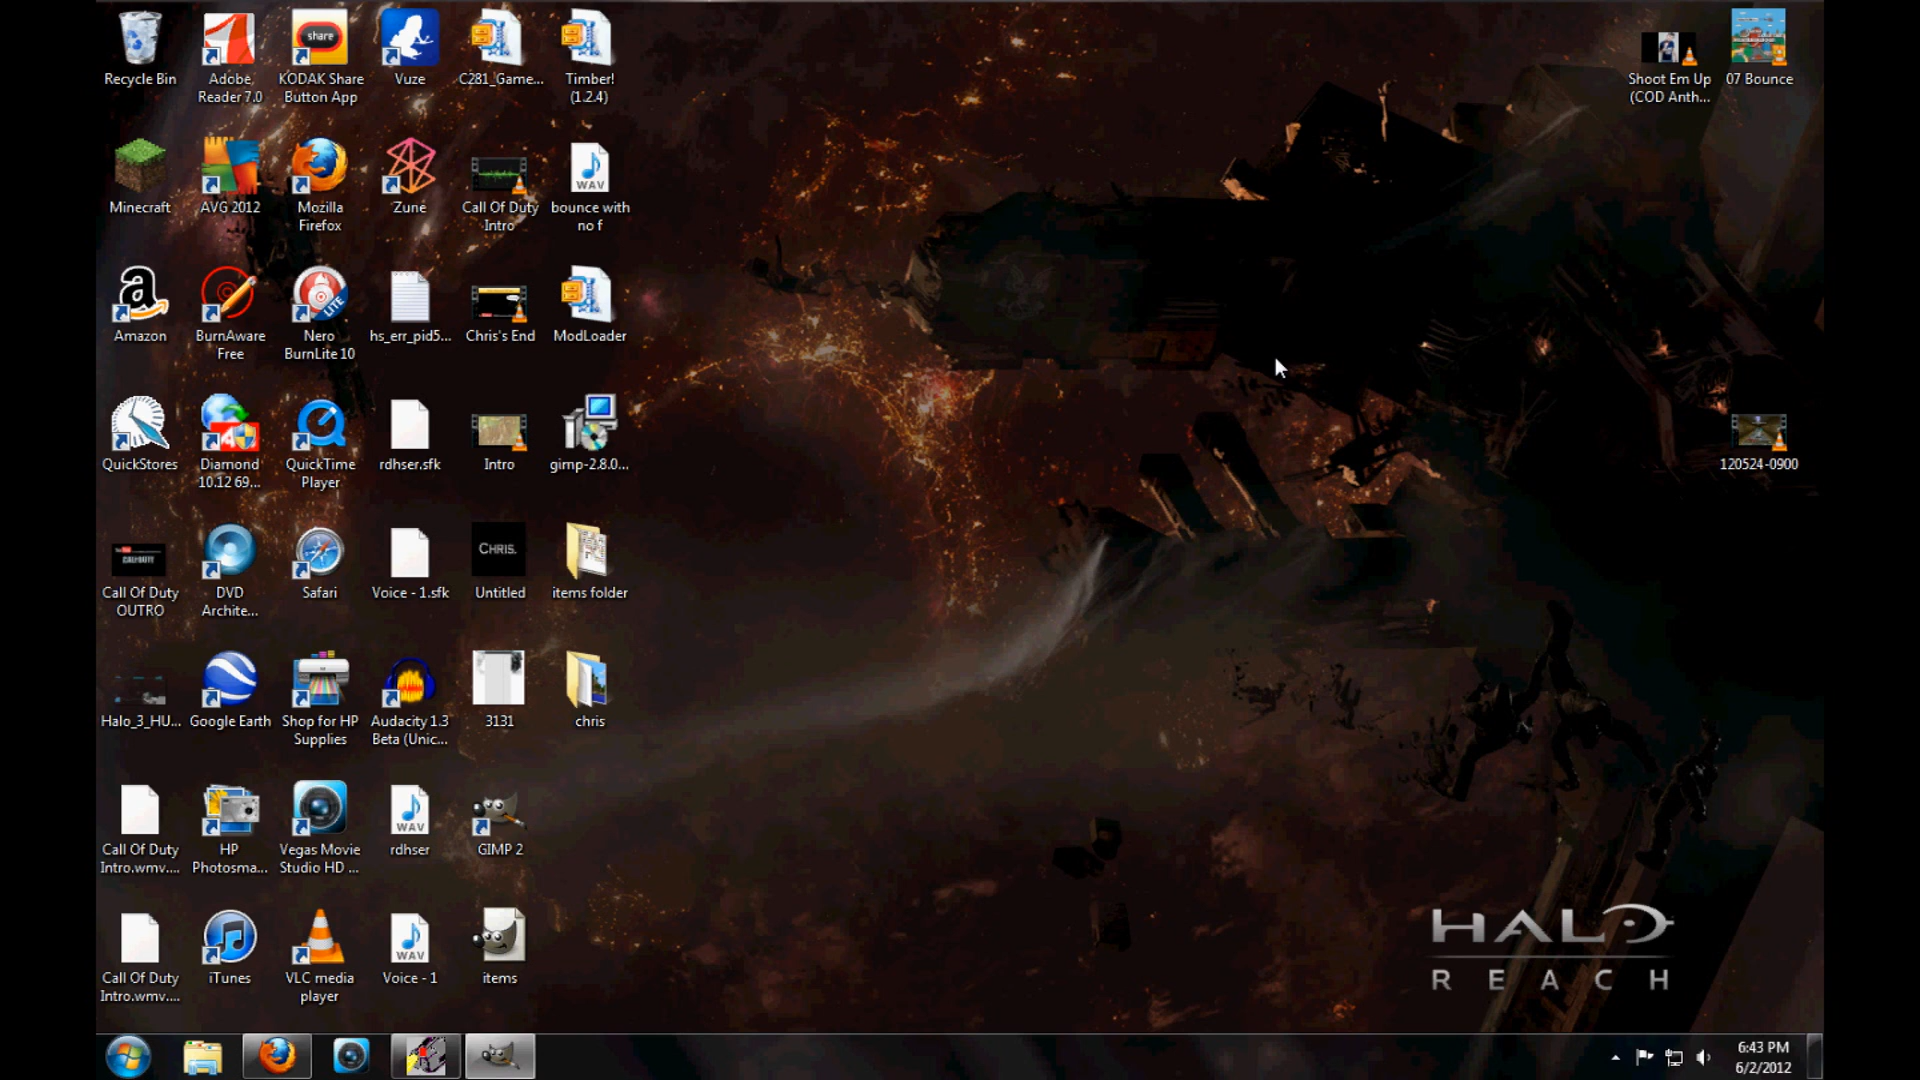 Recycle Bin
Adobe
Reader 7.0
share
KODAK Share
Button App
Vuze
C281_Game...
Timber!
(1.2.4)
Shoot Em Up
(COD Anth...
07 Bounce
Minecraft
AVG 2012
Mozilla
Firefox
Zune
Call Of Duty
Intro
WAV
bounce with
no f
a
Amazon
BurnAware
Free
LITE
Nero
BurnLite 10
hs_err_pid5...
Chris's End
ModLoader
QuickStores
Diamond
10.12 69...
QuickTime
Player
rdhser.sfk
Intro
gimp-2.8.0...
120524-0900
Call Of Duty
OUTRO
DVD
Archite...
Safari
Voice - 1.sfk
CHRIS.
Untitled
items folder
Halo_3_HU...
Google Earth
Shop for HP
Supplies
Audacity 1.3
Beta (Unic...
3131
chris
Call Of Duty
Intro.wmv....
HP
Photosma...
Vegas Movie
Studio HD ...
WAV
rdhser
GIMP 2
Call Of Duty
Intro.wmv....
iTunes
VLC media
player
WAV
Voice - 1
items
HALO
REACH
6:43 PM
6/2/2012